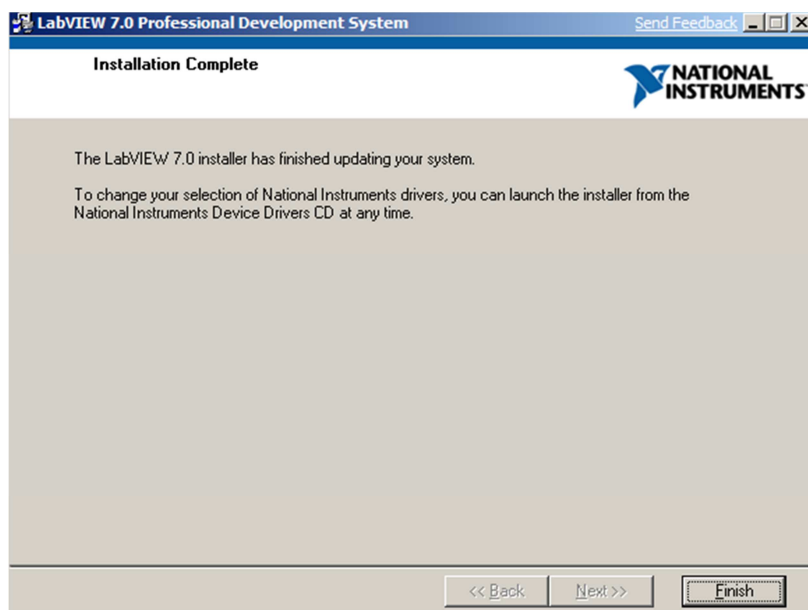 LabVIEW 7.0 Professional Development System
Send Feedback
Installation Complete
NATIONAL
INSTRUMENTS
The LabVIEW 7.0 installer has finished updating your system.
To change your selection of National Instruments drivers, you can launch the installer from the
National Instruments Device Drivers CD at any time.
<< Back
Next >>
Finish